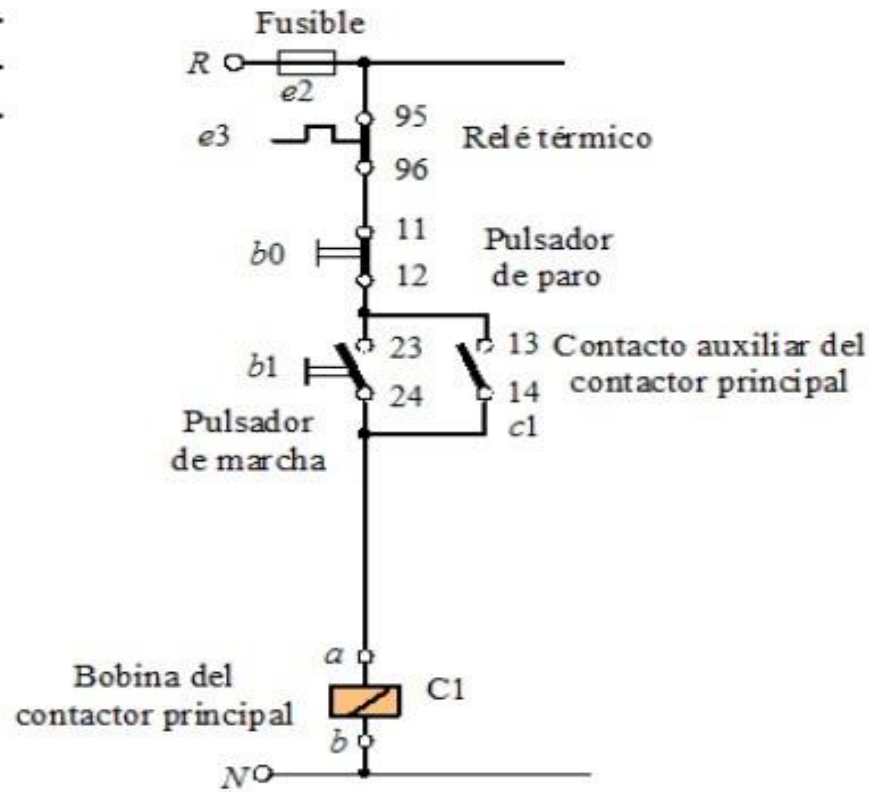 Fusible
R
e2
95
e3
Relé térmico
96
11
b0
Pulsador
de paro
12
23
13 Contacto auxiliar del
b1
contactor principal
24
14
Pulsador
de marcha
c1
a
Bobina del
contactor principal
C1
b
N